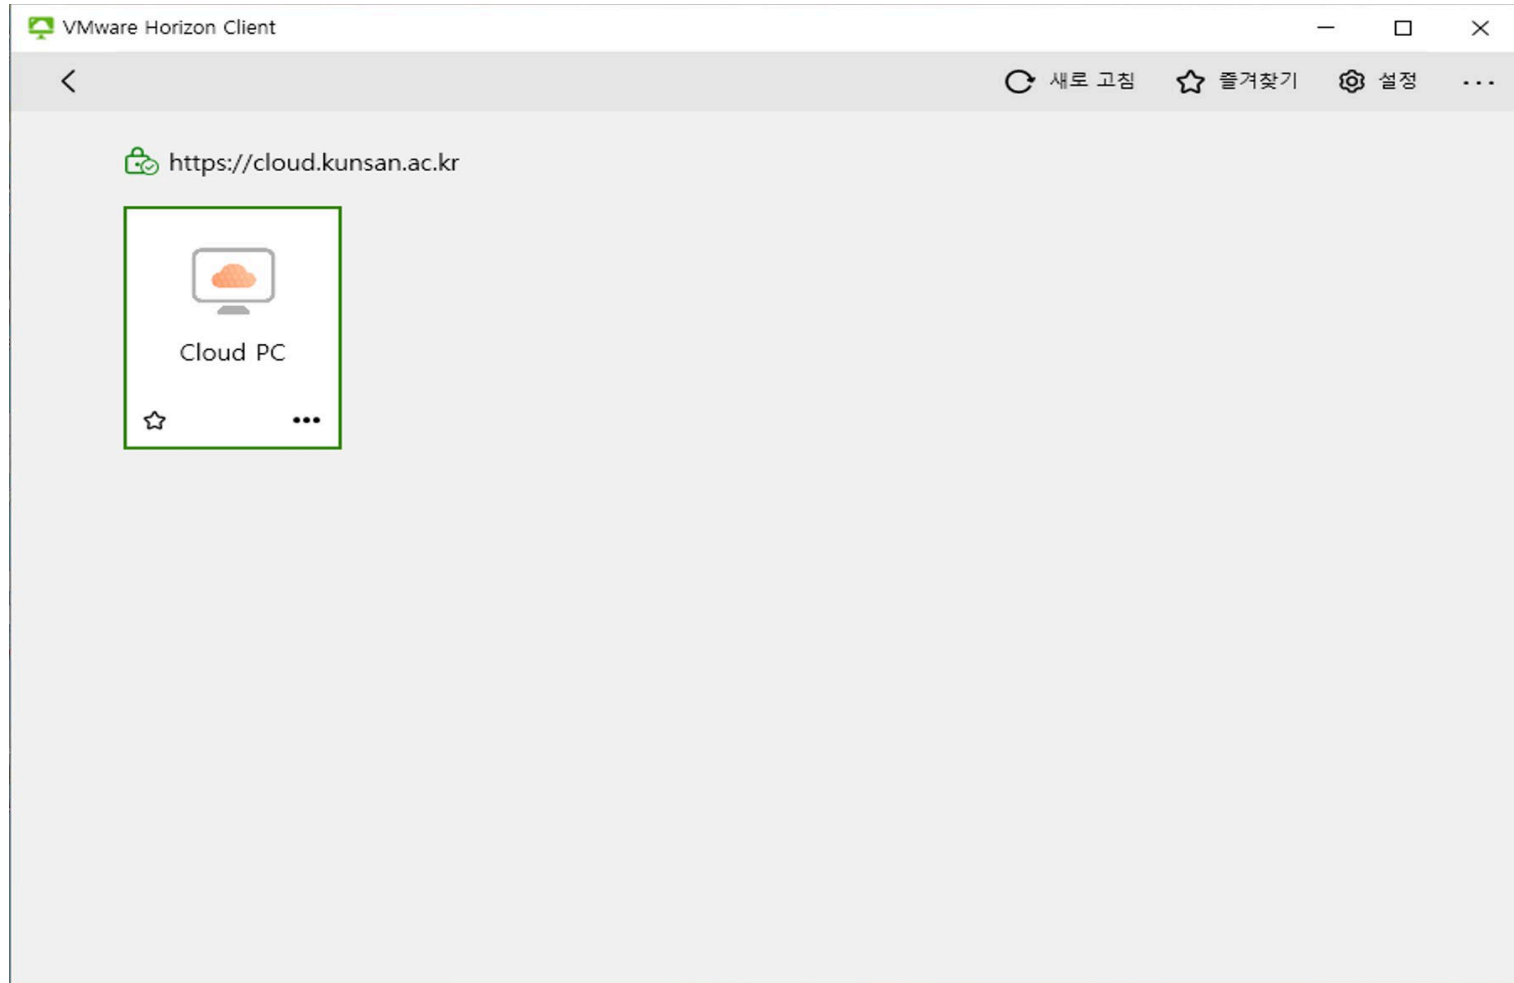 VMware Horizon Client
새로 고침 즐겨찾기 설정
https://cloud.kunsan.ac.kr
Cloud PC